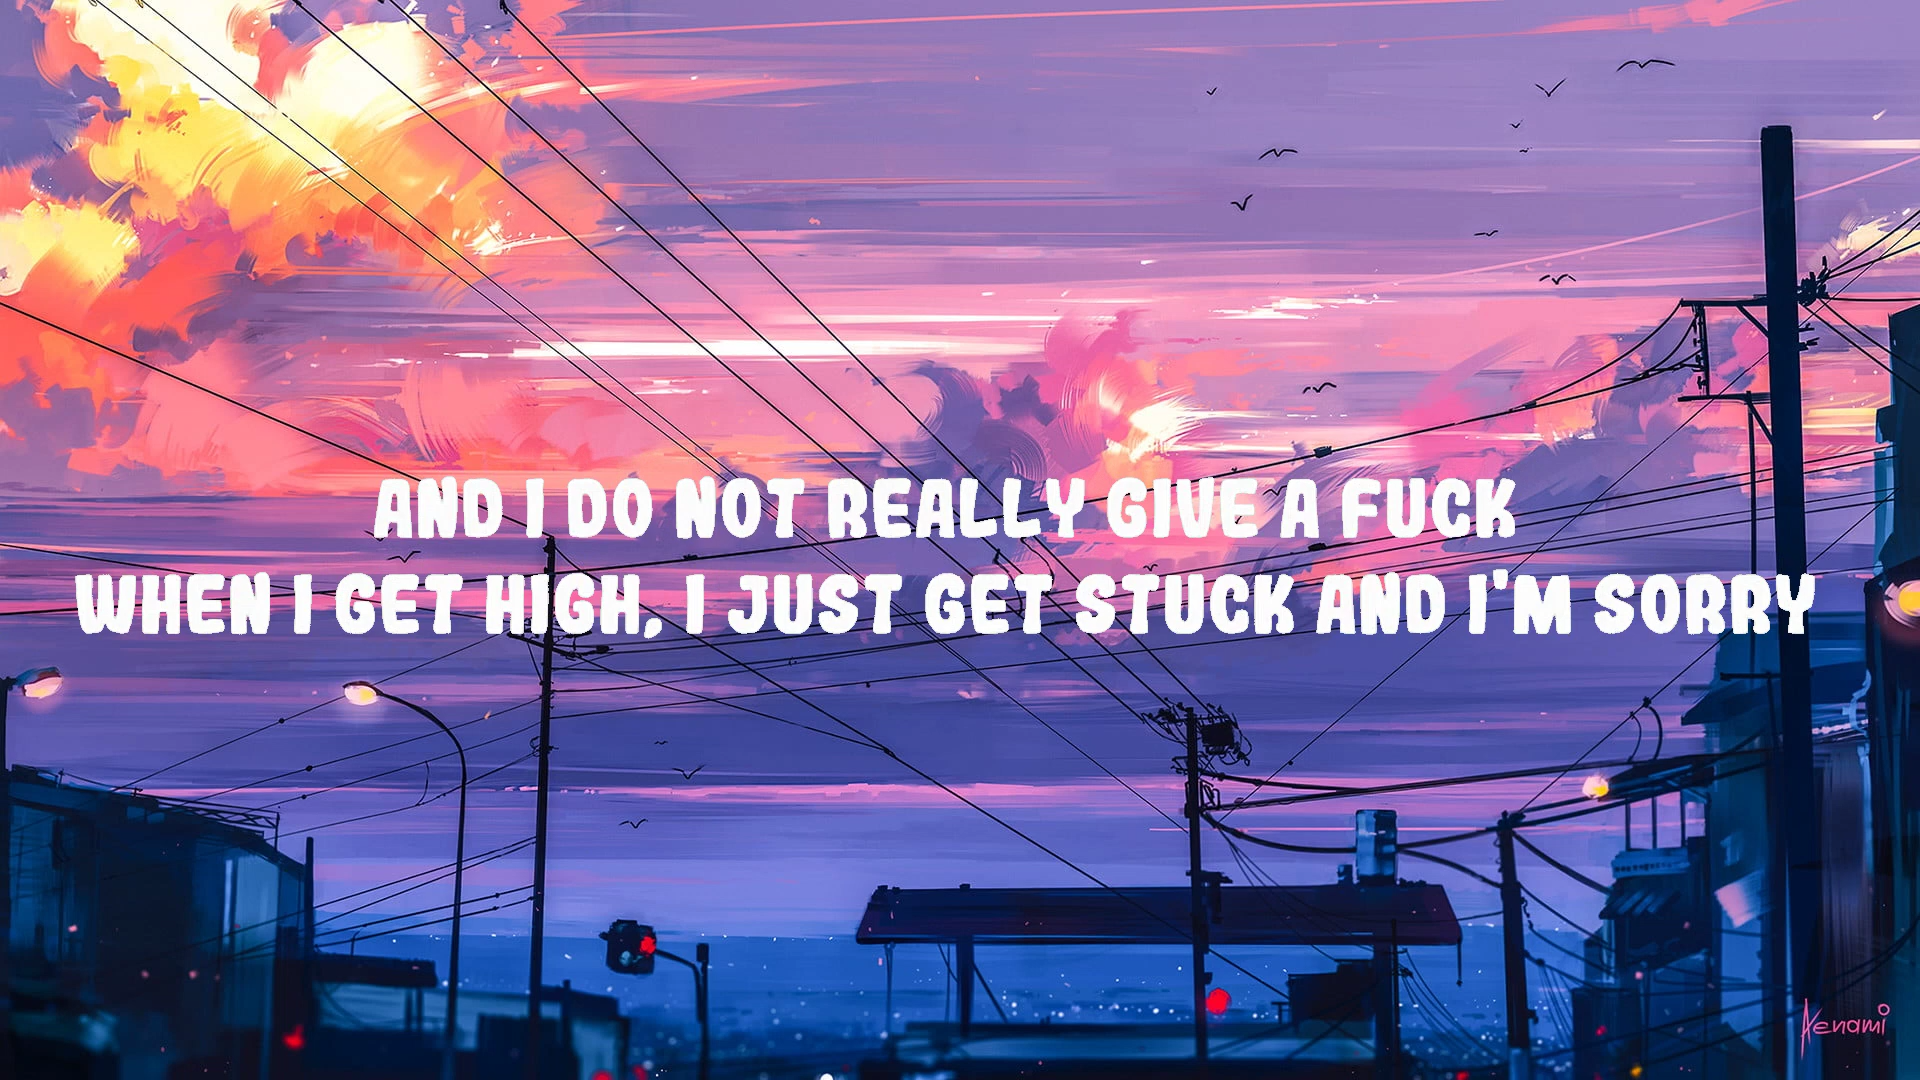 AND I DO NOT REALLY GIVE A FUCK
WHEN I GET HIGH, I JUST GET STUCK AND I'M SORRY
Aenami